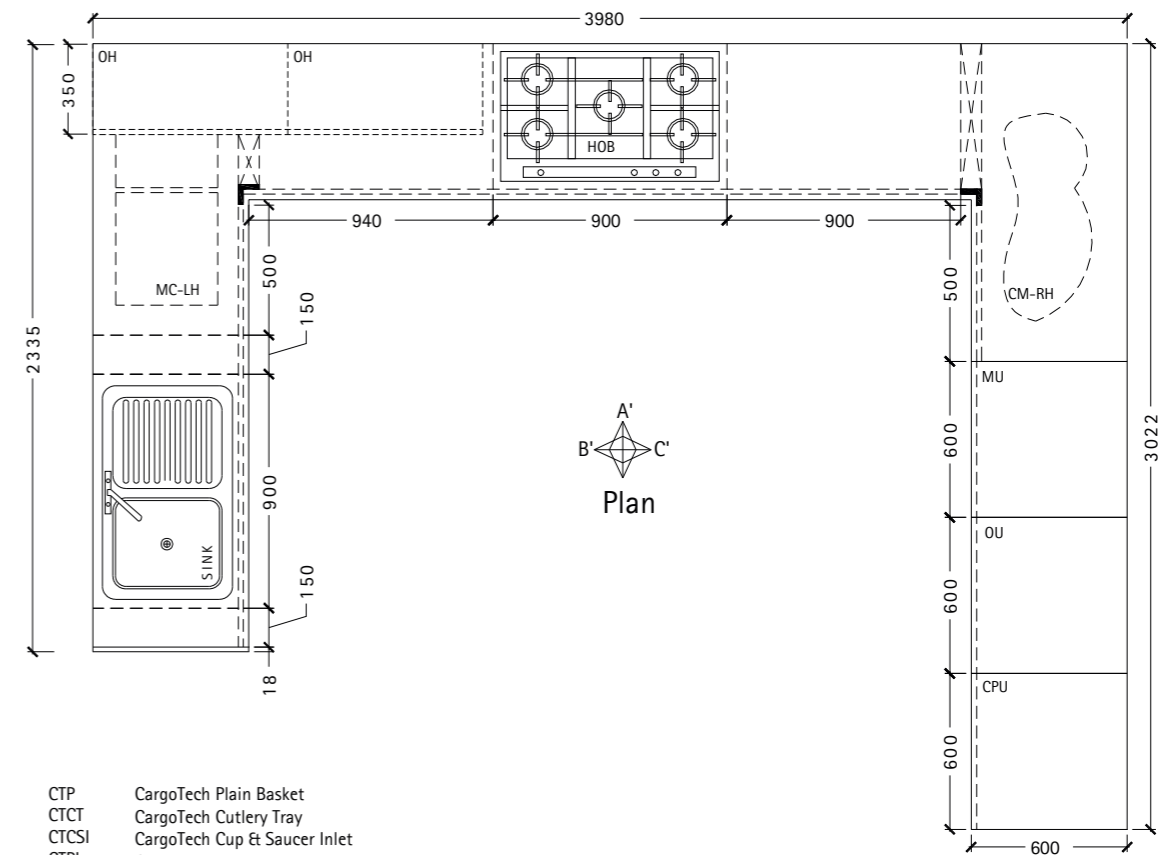 3980
OH
OH
350
HOB
940
900
900
MC-LH
500
150
2335
900
SINK
150
18
A'
B'
C'
Plan
500
CM-RH
MU
600
3022
OU
600
CPU
600
600
CTP CargoTech Plain Basket
CTCT CargoTech Cutlery Tray
CTCSI CargoTech Cup & Saucer Inlet